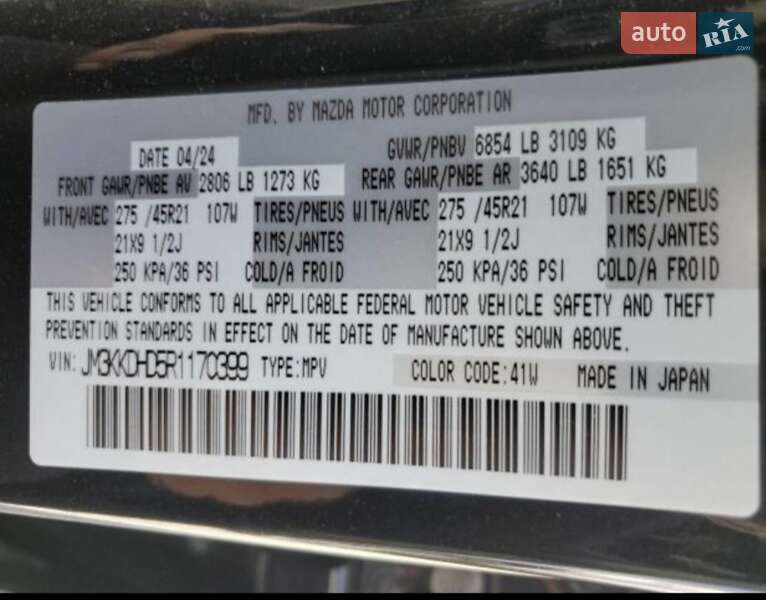 auto RIA.com
MFD. BY MAZDA MOTOR CORPORATION
DATE 04/24 GVWR/PNBV 6854 LB 3109 KG
FRONT GAWR/PNBE AV 2806 LB 1273 KG REAR GAWR/PNBE AR 3640 LB 1651 KG
WITH/AVEC 275 /45R21 107W TIRES/PNEUS WITH/AVEC 275 /45R21 107W TIRES/PNEUS
21X9 1/2J RIMS/JANTES 21X9 1/2J RIMS/JANTES
250 KPA/36 PSI COLD/A FROID 250 KPA/36 PSI COLD/A FROID
THIS VEHICLE CONFORMS TO ALL APPLICABLE FEDERAL MOTOR VEHICLE SAFETY AND THEFT
PREVENTION STANDARDS IN EFFECT ON THE DATE OF MANUFACTURE SHOWN ABOVE.
VIN: JM3KKDHD5R1170399 TYPE:MPV COLOR CODE:41W MADE IN JAPAN